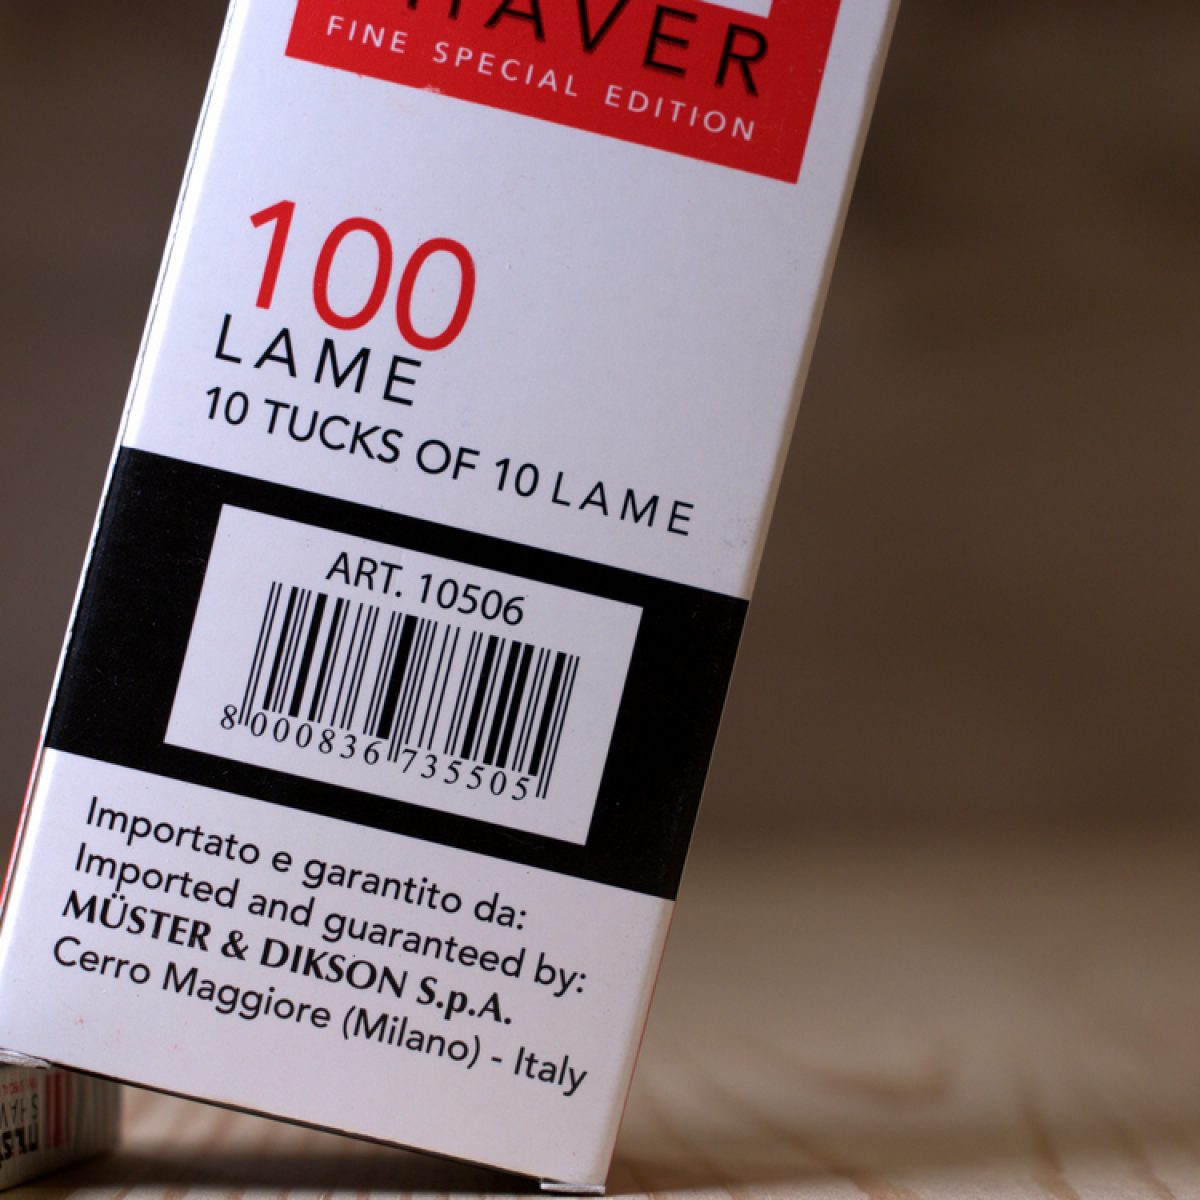 HAVER
FINE SPECIAL EDITION
100
LAME
10 TUCKS OF 10 LAME
ART. 10506
8 000836 735505
Importato e garantito da:
Imported and guaranteed by:
MÜSTER & DIKSON S.p.A.
Cerro Maggiore (Milano) - Italy